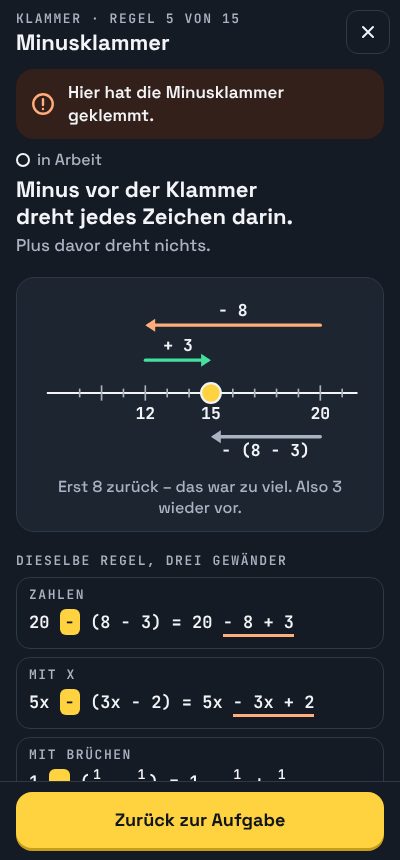 KLAMMER · REGEL 5 VON 15
Minusklammer
Hier hat die Minusklammer
geklemmt.
in Arbeit
Minus vor der Klammer
dreht jedes Zeichen darin.
Plus davor dreht nichts.
- 8
+ 3
12 15 20
- (8 - 3)
Erst 8 zurück – das war zu viel. Also 3
wieder vor.
DIESELBE REGEL, DREI GEWÄNDER
ZAHLEN
20 - (8 - 3) = 20 - 8 + 3
MIT X
5x - (3x - 2) = 5x - 3x + 2
MIT BRÜCHEN
Zurück zur Aufgabe